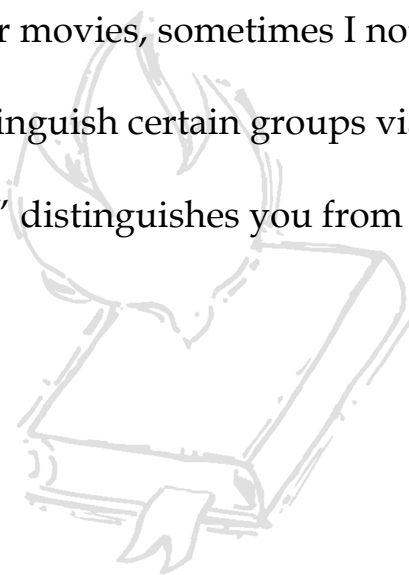 r movies, sometimes I no
inguish certain groups vi
” distinguishes you from